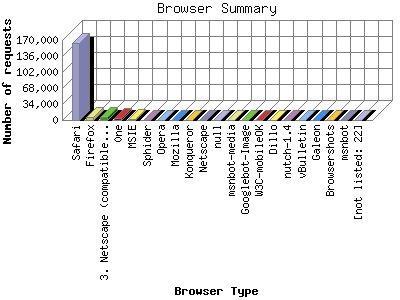 Browser Summary
Number of requests
170,000
136,000
102,000
68,000
34,000
0
Safari
Firefox
3. Netscape (compatible...
One
MSIE
Sphider
Opera
Mozilla
Konqueror
Netscape
null
msnbot-media
Googlebot-Image
W3C-mobileOK
Dillo
nutch-1.4
vBulletin
Galeon
Browsershots
msnbot
[not listed: 22]
Browser Type